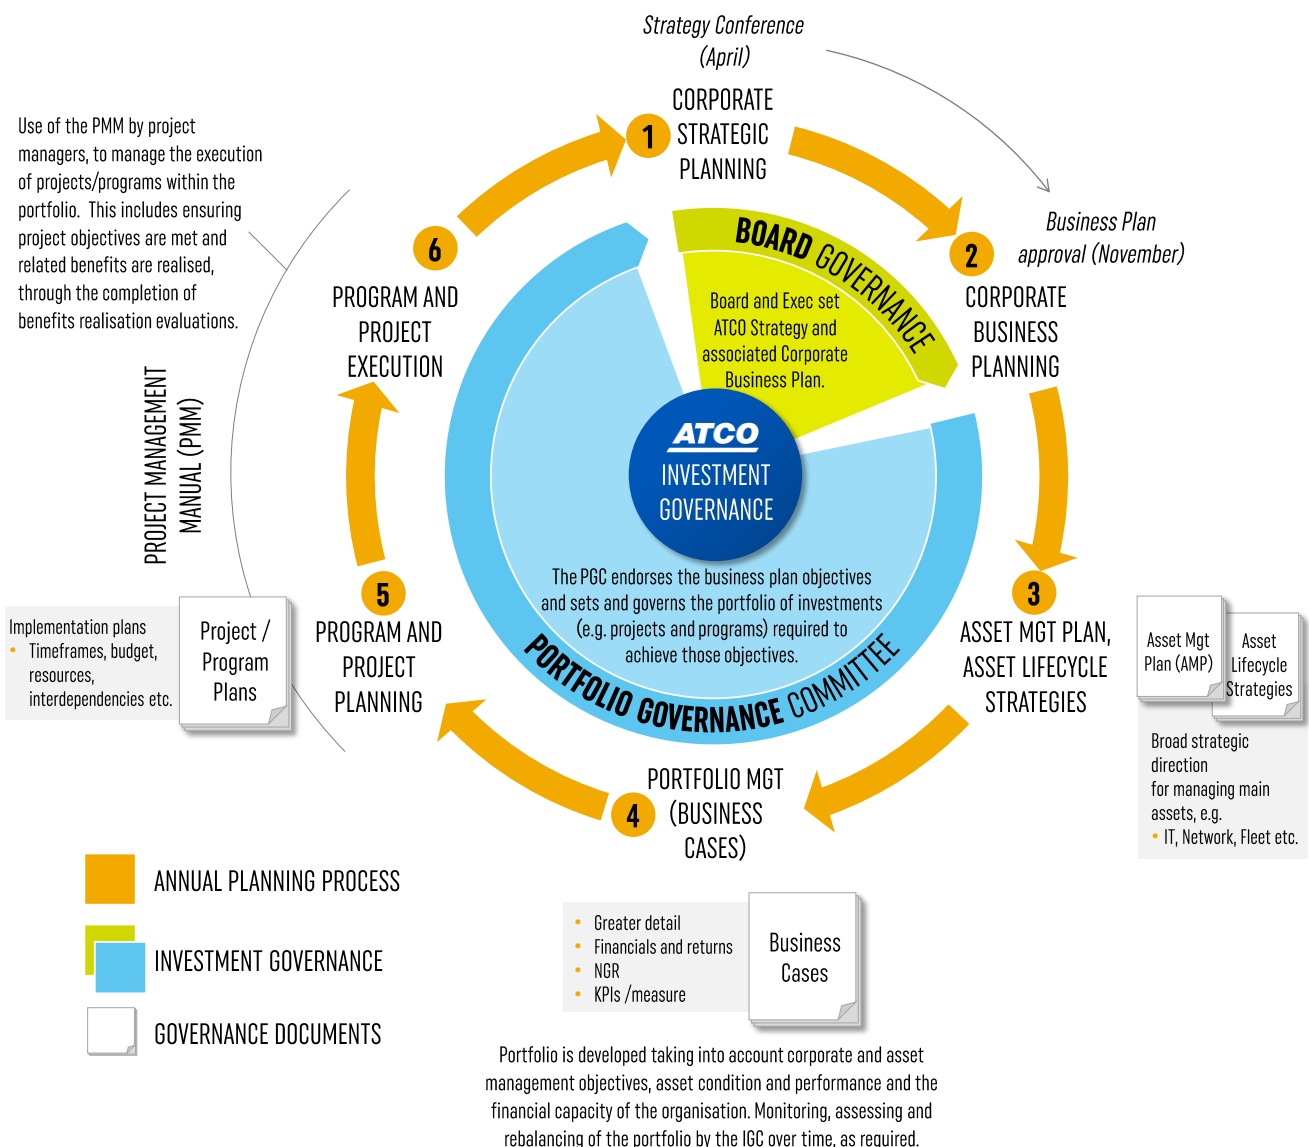 Strategy Conference
(April)
1
CORPORATE
STRATEGIC
PLANNING
Use of the PMM by project
managers, to manage the execution
of projects/programs within the
portfolio. This includes ensuring
project objectives are met and
related benefits are realised,
through the completion of
benefits realisation evaluations.
Business Plan
approval (November)
2
CORPORATE
BUSINESS
PLANNING
6
PROGRAM AND
PROJECT
EXECUTION
BOARD GOVERNANCE
Board and Exec set
ATCO Strategy and
associated Corporate
Business Plan.
ATCO
INVESTMENT
GOVERNANCE
PROJECT MANAGEMENT
MANUAL (PMM)
The PGC endorses the business plan objectives
and sets and governs the portfolio of investments
(e.g. projects and programs) required to
achieve those objectives.
PORTFOLIO GOVERNANCE COMMITTEE
3
ASSET MGT PLAN,
ASSET LIFECYCLE
STRATEGIES
Asset Mgt
Plan (AMP)
Asset
Lifecycle
Strategies
Broad strategic
direction
for managing main
assets, e.g.
• IT, Network, Fleet etc.
5
PROGRAM AND
PROJECT
PLANNING
Implementation plans
• Timeframes, budget,
resources,
interdependencies etc.
Project /
Program
Plans
4
PORTFOLIO MGT
(BUSINESS
CASES)
ANNUAL PLANNING PROCESS
INVESTMENT GOVERNANCE
GOVERNANCE DOCUMENTS
• Greater detail
• Financials and returns
• NGR
• KPIs /measure
Business
Cases
Portfolio is developed taking into account corporate and asset
management objectives, asset condition and performance and the
financial capacity of the organisation. Monitoring, assessing and
rebalancing of the portfolio by the IGC over time, as required.